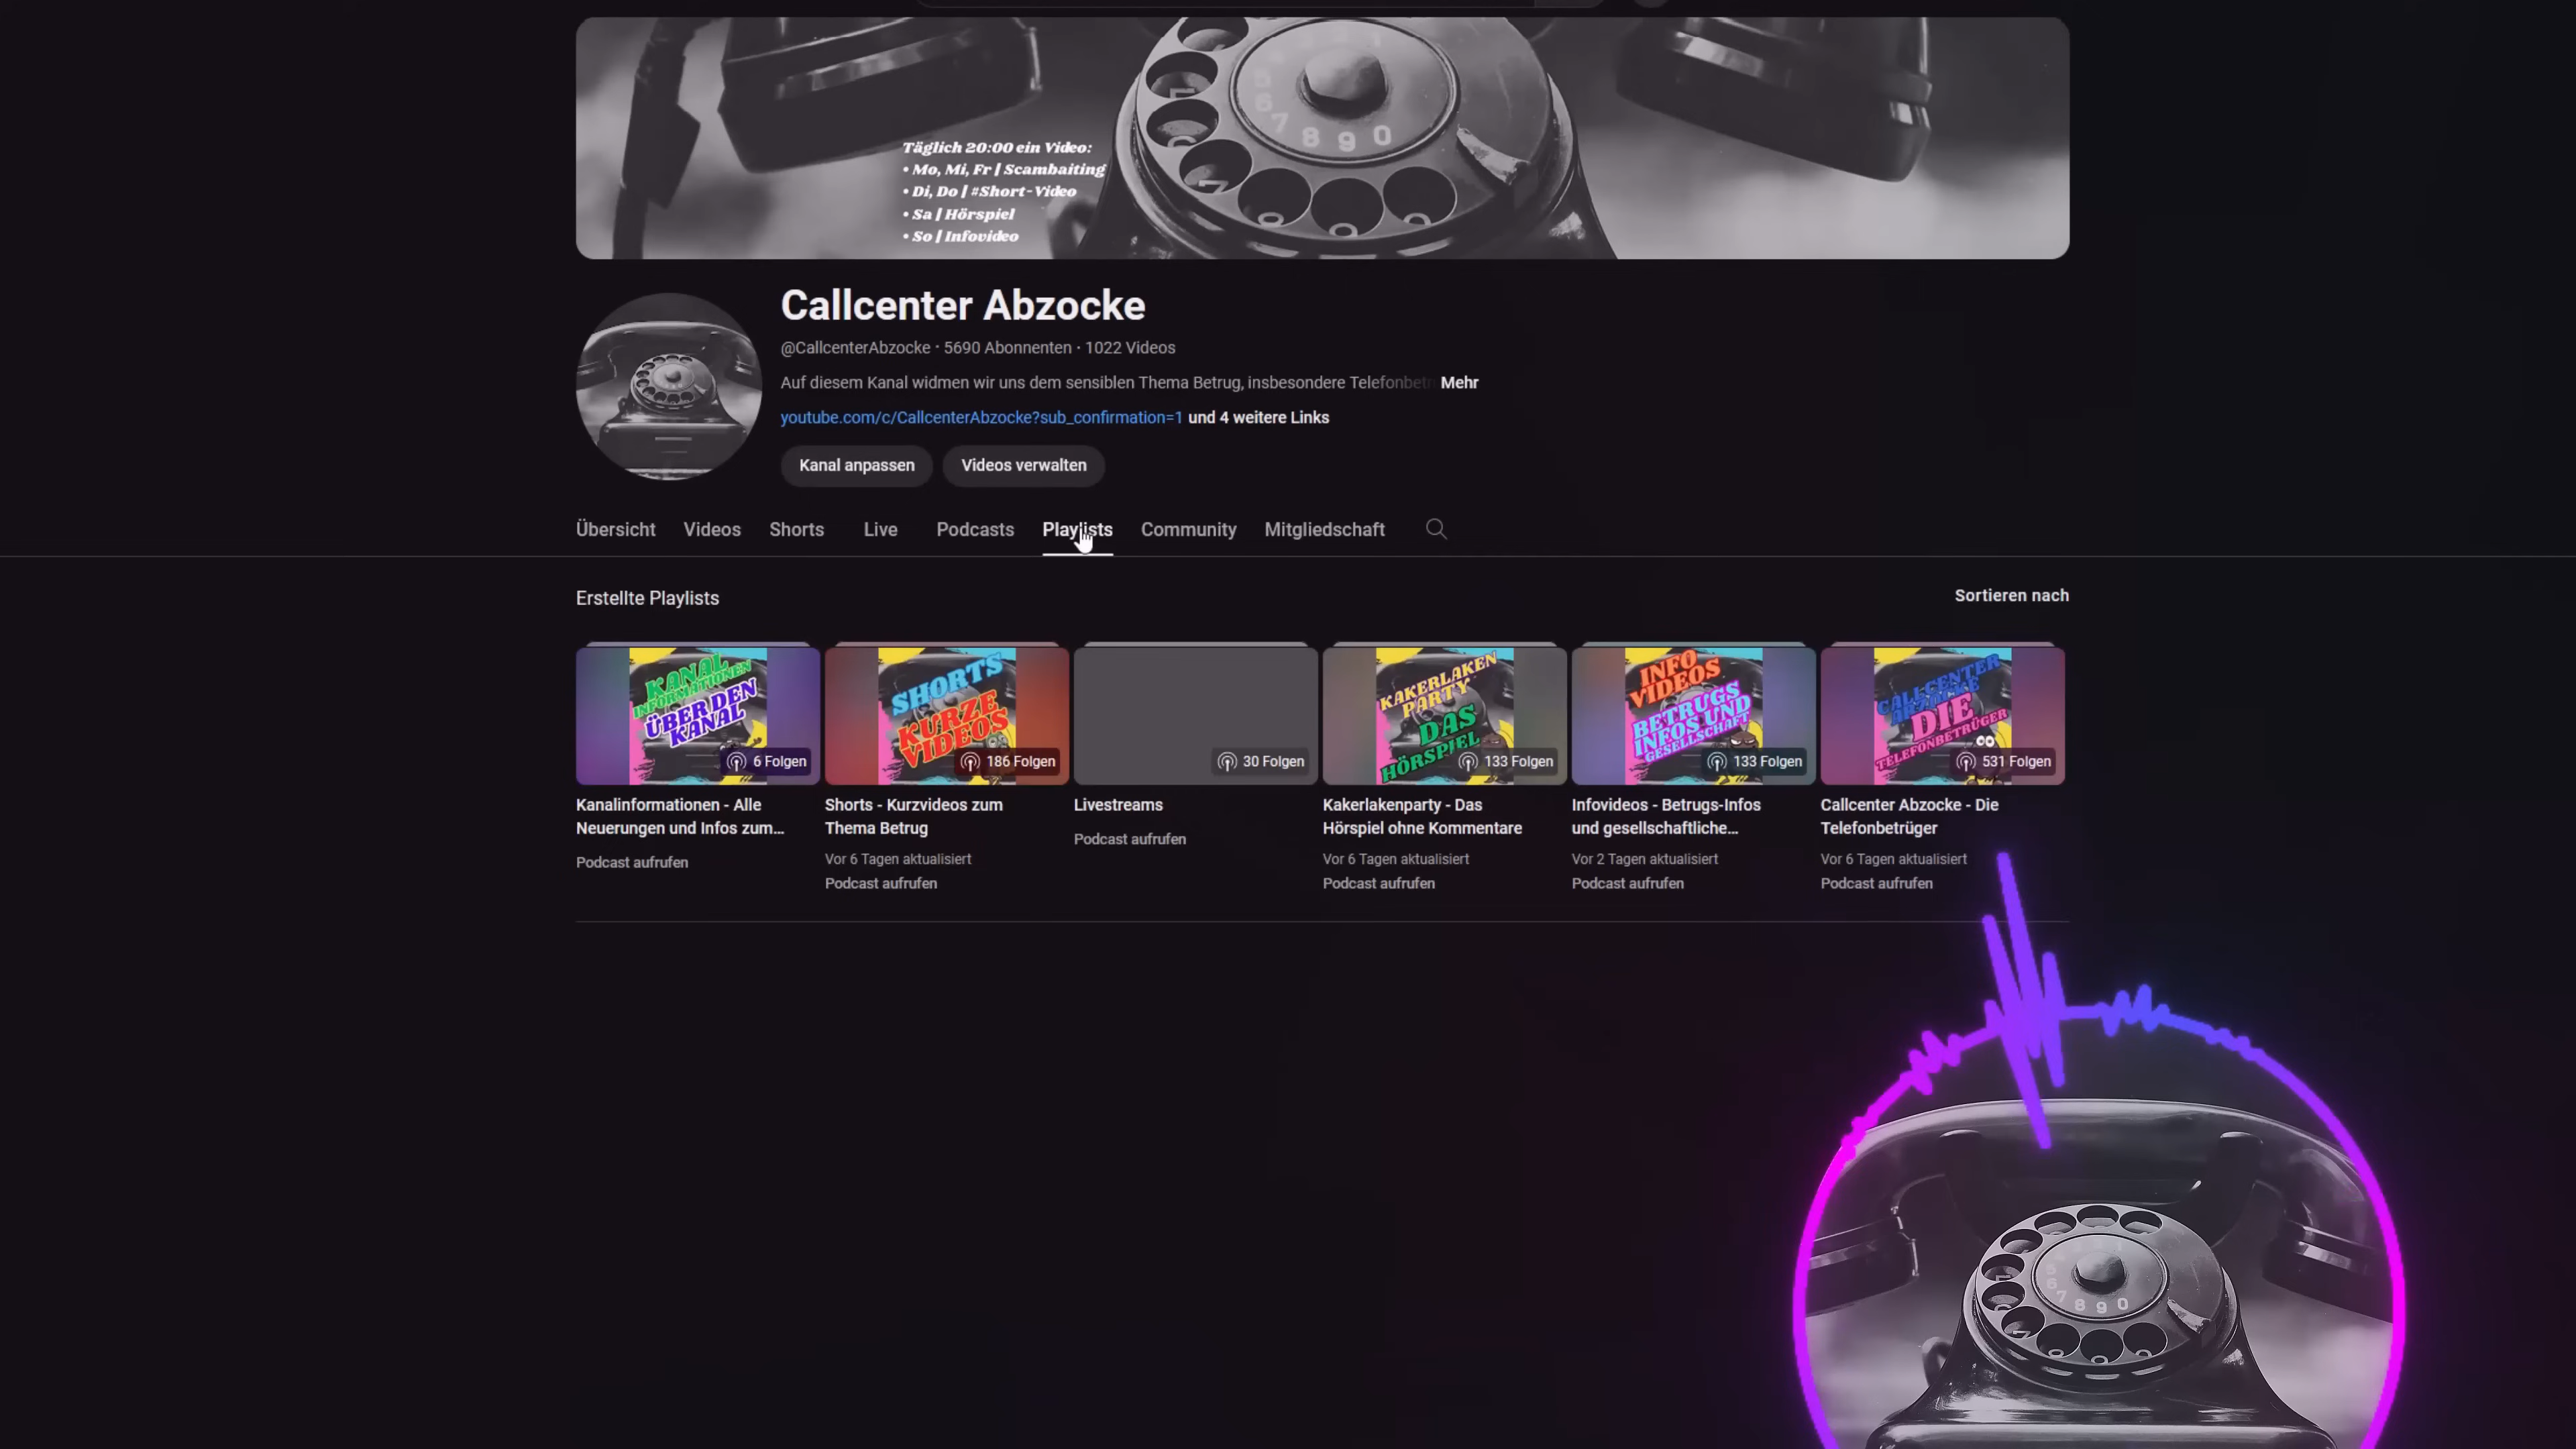 Täglich 20:00 ein Video:
• Mo, Mi, Fr | Scambaiting
• Di, Do | #Short-Video
• Sa | Hörspiel
• So | Infovideo
Callcenter Abzocke
@CallcenterAbzocke · 5690 Abonnenten · 1022 Videos
Auf diesem Kanal widmen wir uns dem sensiblen Thema Betrug, insbesondere Mehr
youtube.com/c/CallcenterAbzocke?sub_confirmation=1 und 4 weitere Links
Kanal anpassen Videos verwalten
Übersicht Videos Shorts Live Podcasts Playlists Community Mitgliedschaft
Erstellte Playlists Sortieren nach
KANAL
INFORMATIONEN
ÜBER DEN
KANAL
6 Folgen
SHORTS
KURZE
VIDEOS
186 Folgen
30 Folgen
KAKERLAKEN
PARTY
DAS
HÖRSPIEL
133 Folgen
INFO
VIDEOS
BETRUGS
INFOS UND
GESELLSCHAFT
133 Folgen
CALLCENTER
ABZOCKE
DIE
TELEFONBETRÜGER
531 Folgen
Kanalinformationen - Alle
Neuerungen und Infos zum...
Podcast aufrufen
Shorts - Kurzvideos zum
Thema Betrug
Vor 6 Tagen aktualisiert
Podcast aufrufen
Livestreams
Podcast aufrufen
Kakerlakenparty - Das
Hörspiel ohne Kommentare
Vor 6 Tagen aktualisiert
Podcast aufrufen
Infovideos - Betrugs-Infos
und gesellschaftliche...
Vor 2 Tagen aktualisiert
Podcast aufrufen
Callcenter Abzocke - Die
Telefonbetrüger
Vor 6 Tagen aktualisiert
Podcast aufrufen